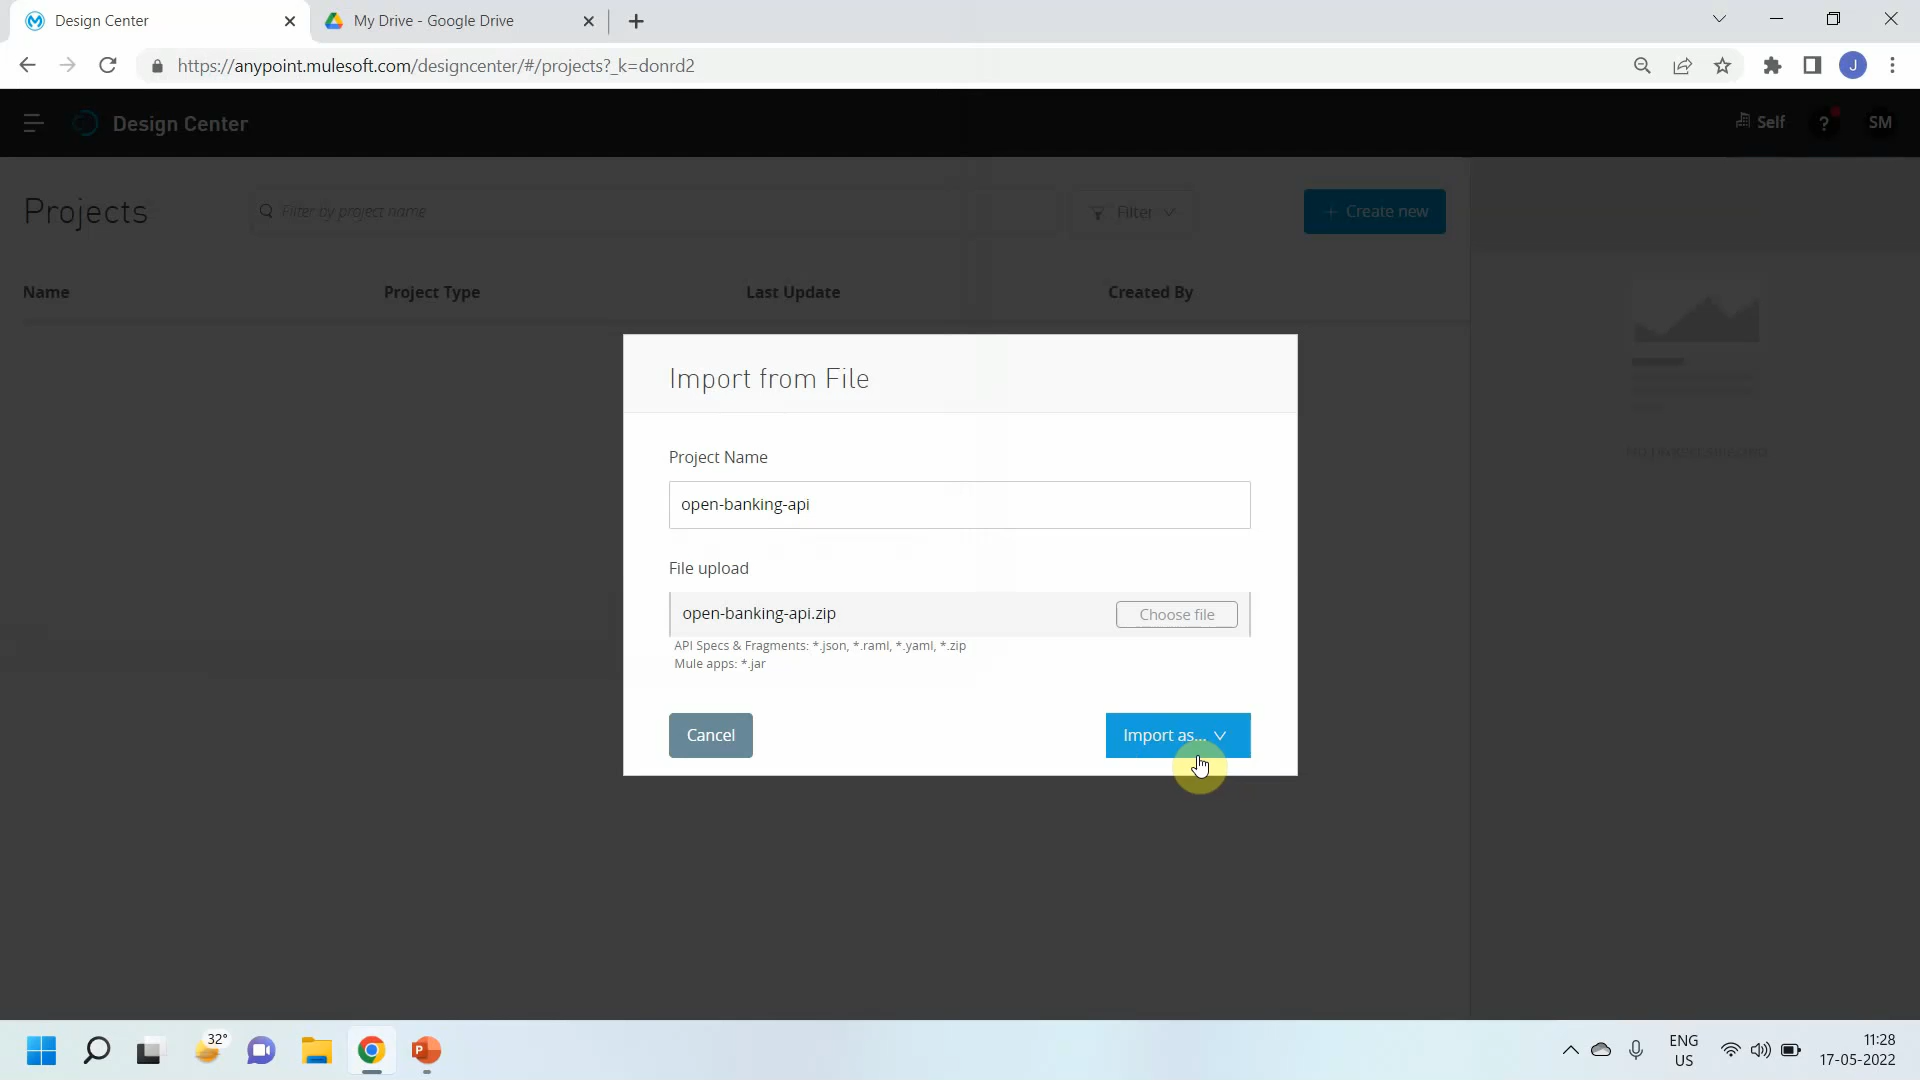 Design Center
My Drive - Google Drive
https://anypoint.mulesoft.com/designcenter/#/projects?_k=donrd2
J
Design Center
Self
?
SM
Projects
Filter by project name
Filter
+ Create new
Name
Project Type
Last Update
Created By
Import from File
Project Name
open-banking-api
File upload
open-banking-api.zip
Choose file
API Specs & Fragments: *.json, *.raml, *.yaml, *.zip
Mule apps: *.jar
Cancel
Import as...
32°
P
ENG
US
11:28
17-05-2022